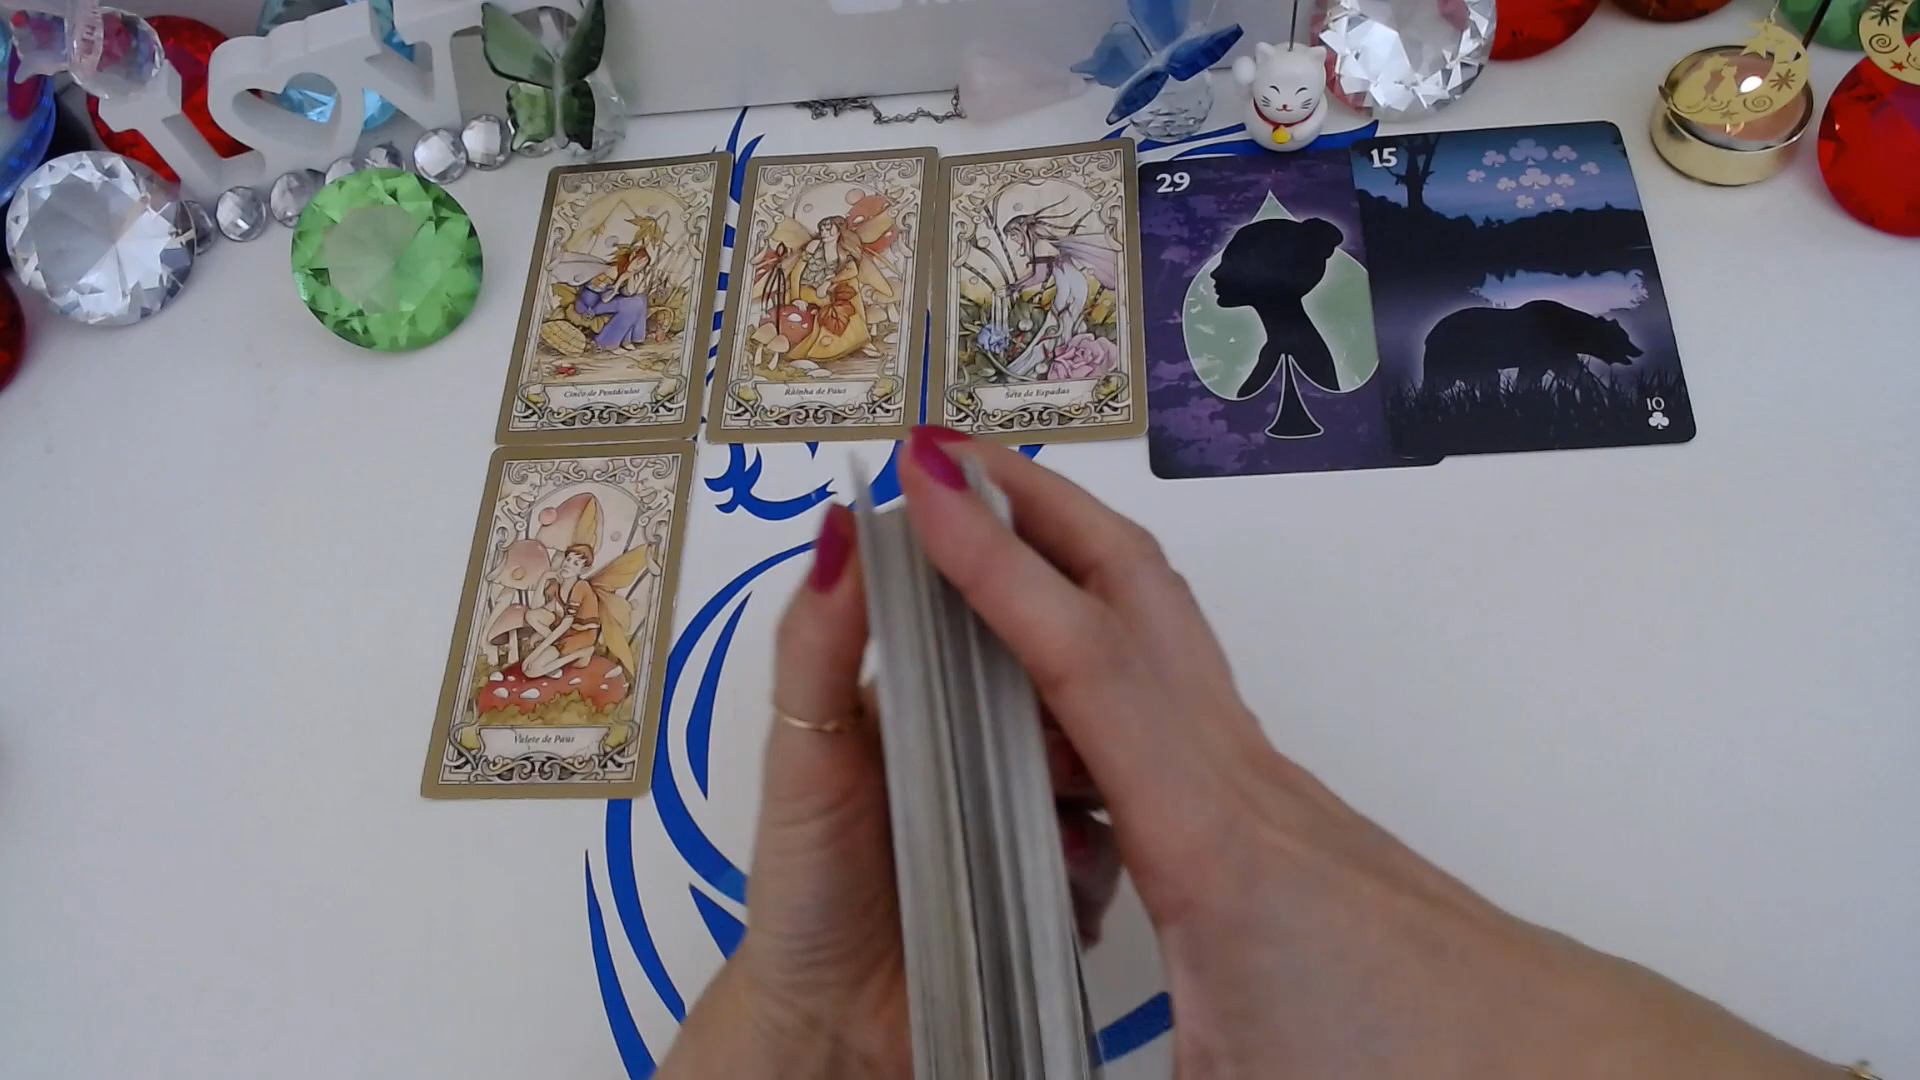 I ♡ Y
Cinco de Pentáculos
Rainha de Paus
Sete de Espadas
29
15
10
Valete de Paus